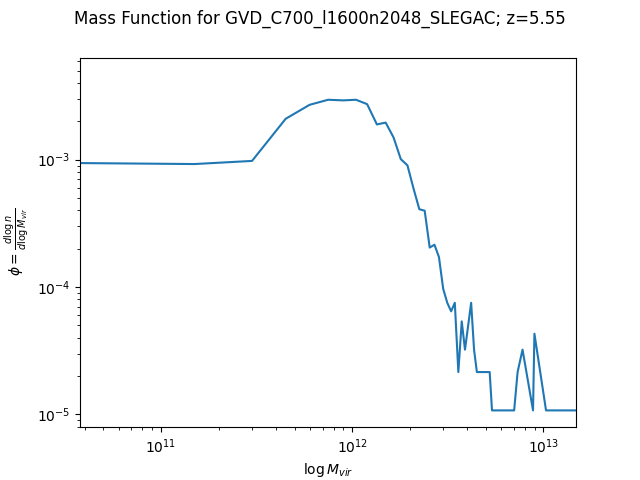 Mass Function for GVD_C700_l1600n2048_SLEGAC; z=5.55
10⁻³
10⁻⁴
10⁻⁵
ϕ = d log n / d log M_vir
10¹¹ 10¹² 10¹³
log M_vir